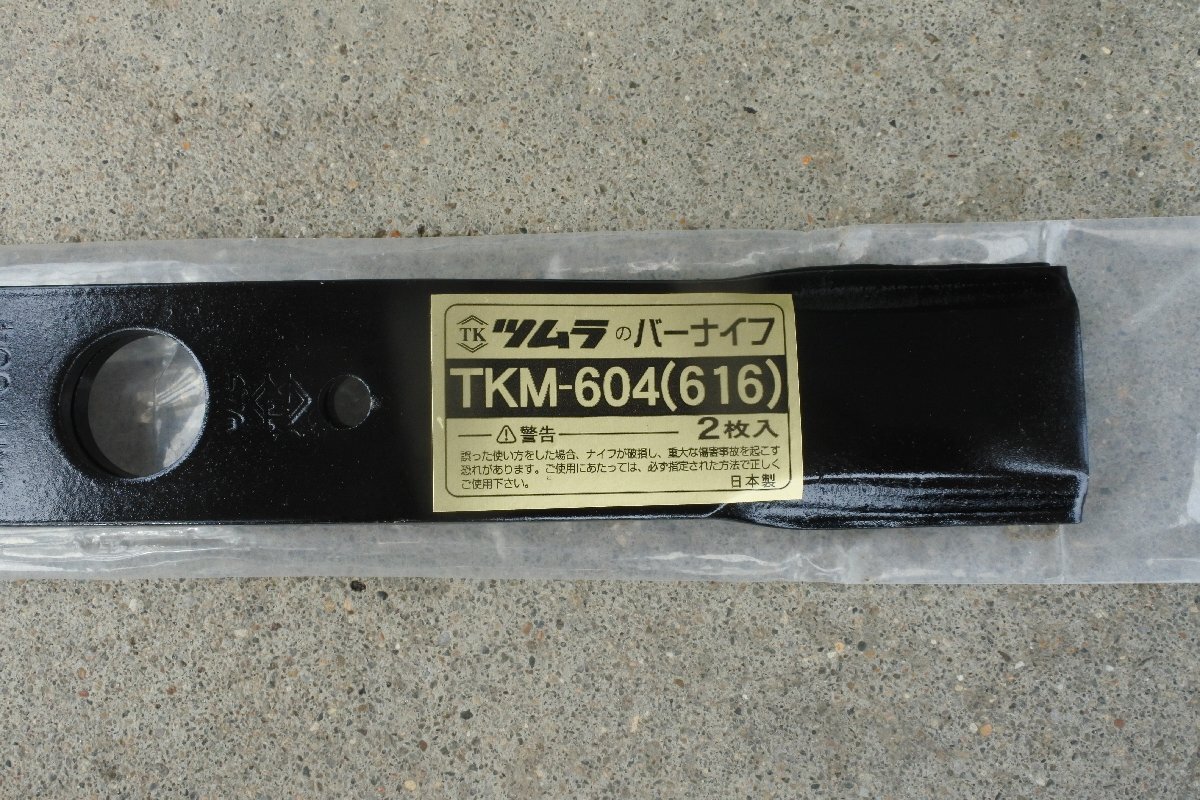 TK ツムラのバーナイフ
TKM-604(616)
⚠警告 2枚入
誤った使い方をした場合、ナイフが破損し、重大な傷害事故を起こす
恐れがあります。ご使用にあたっては、必ず指定された方法で正しく
ご使用下さい。 日本製